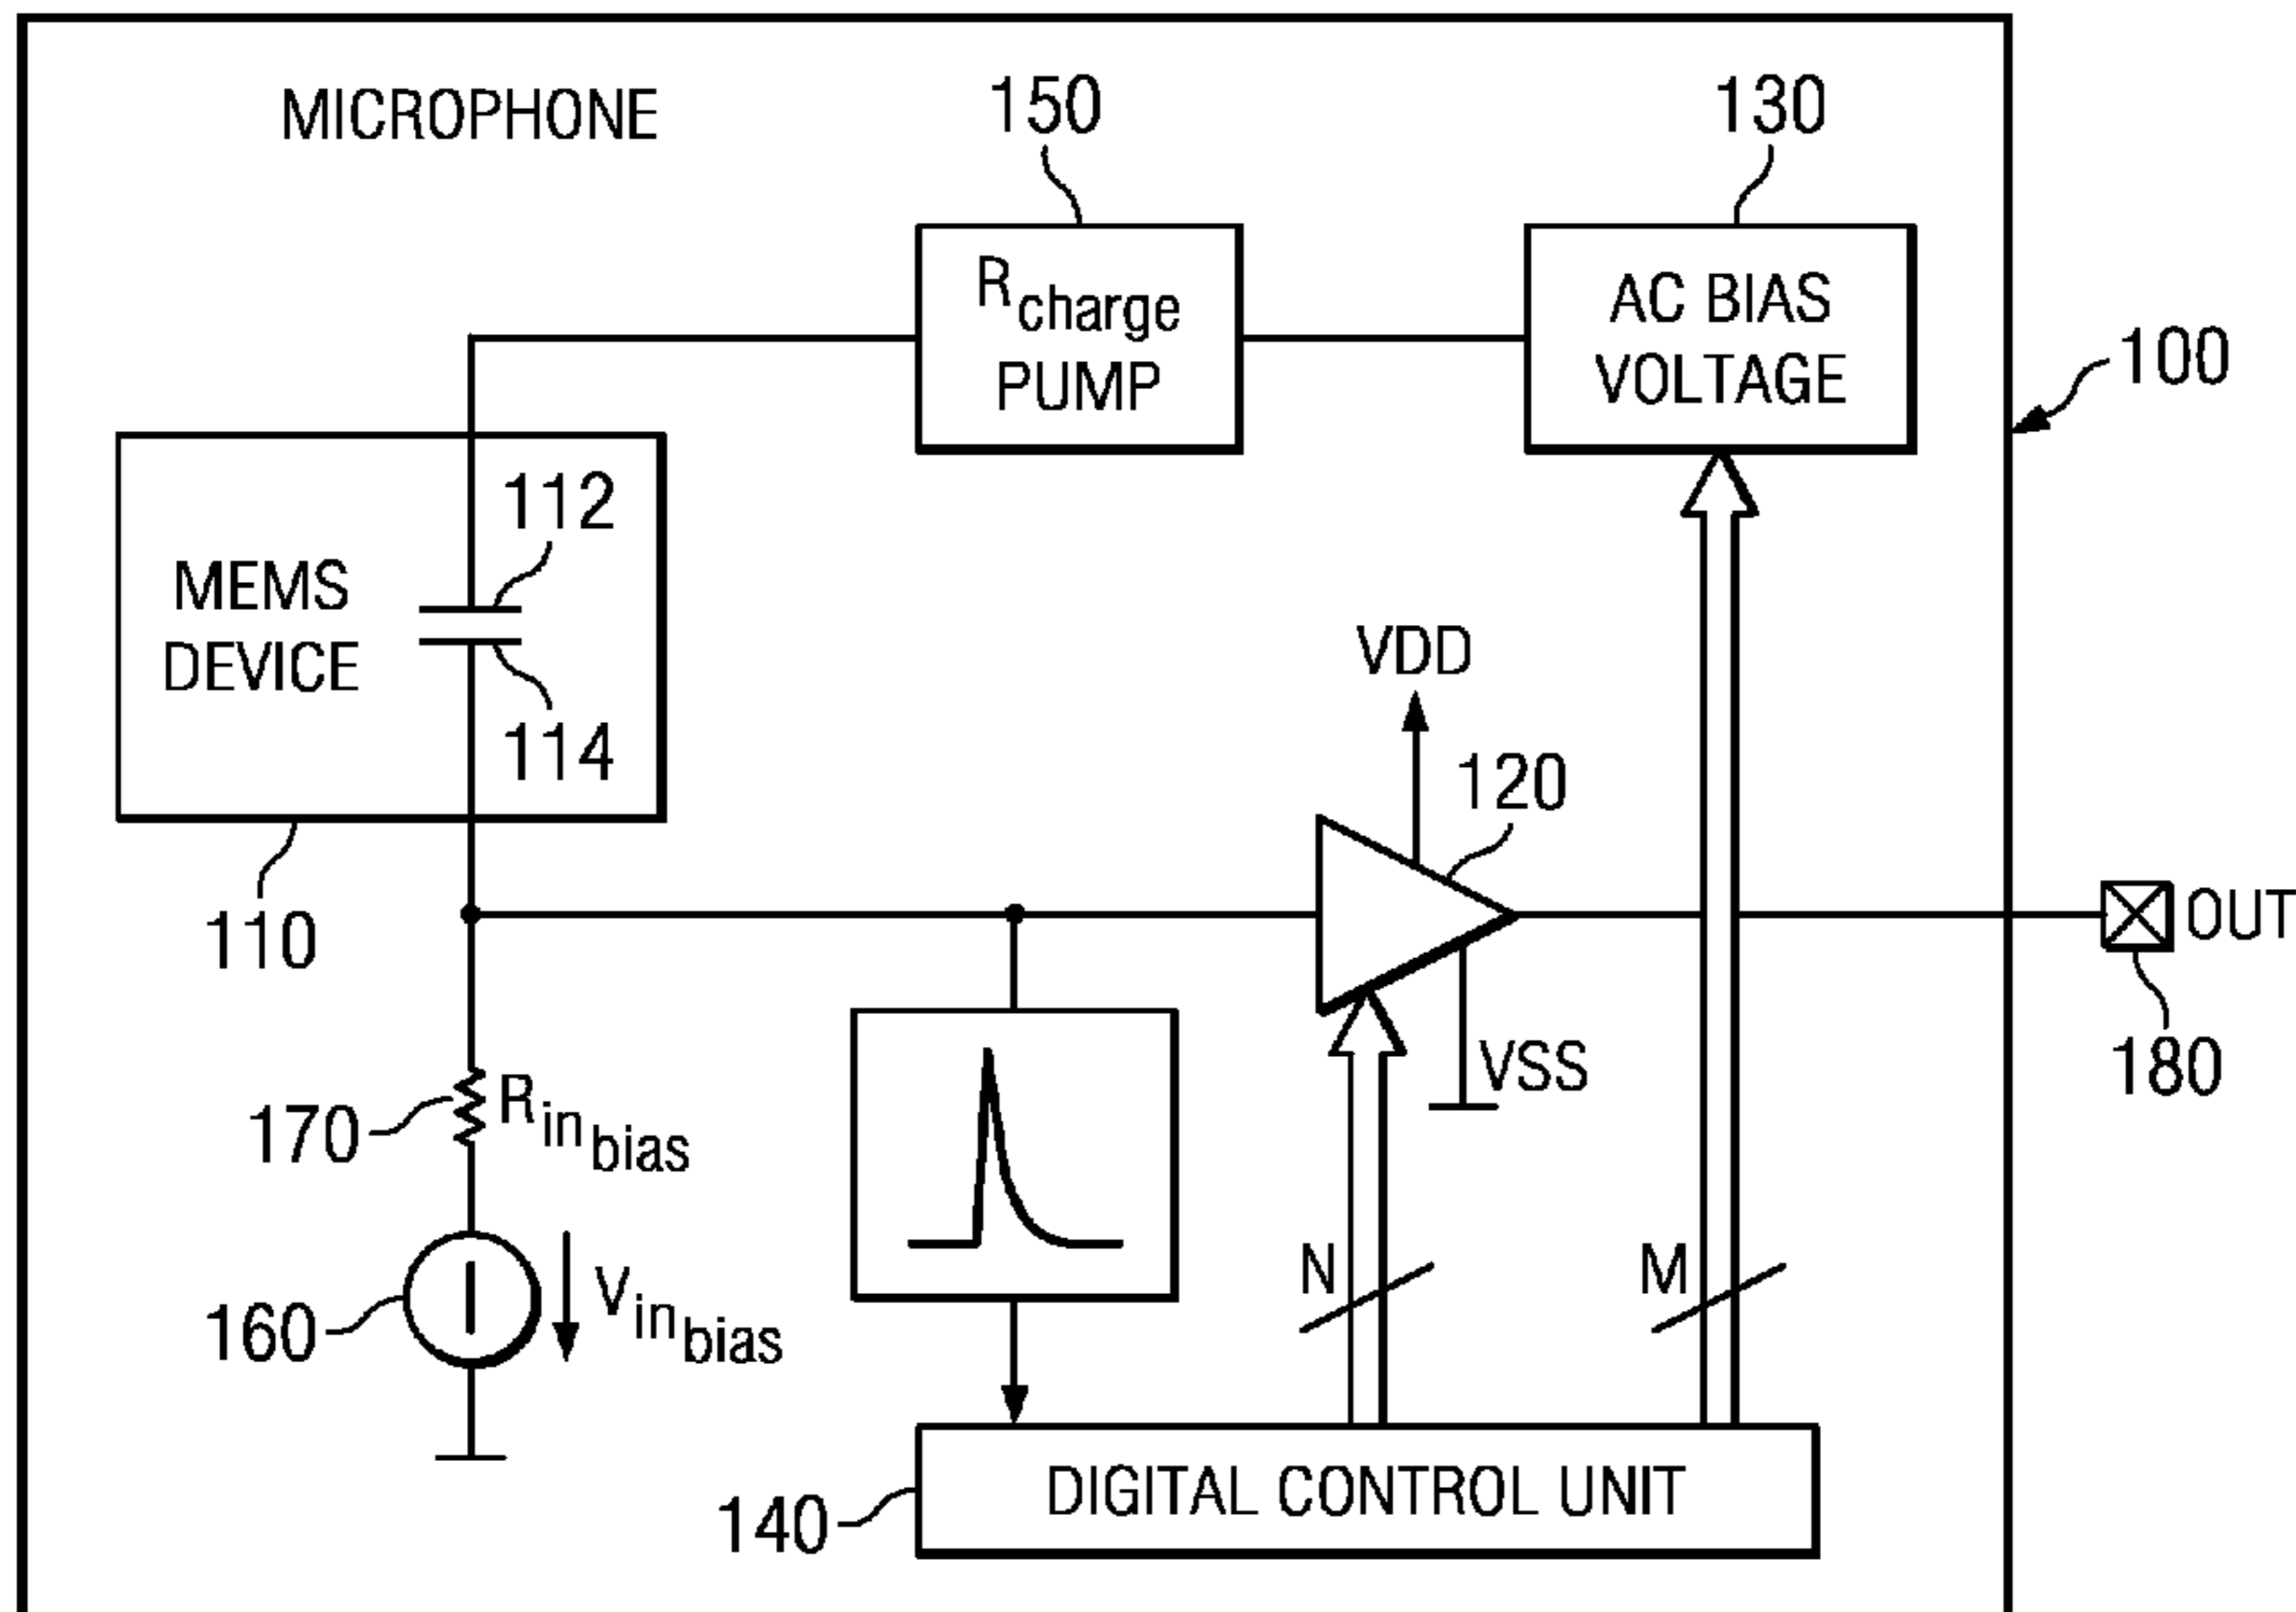 MICROPHONE
150
130
R charge
PUMP
AC BIAS
VOLTAGE
100
112
MEMS
DEVICE
114
VDD
120
110
OUT
180
VSS
170
R in bias
N
M
160
V in bias
140
DIGITAL CONTROL UNIT